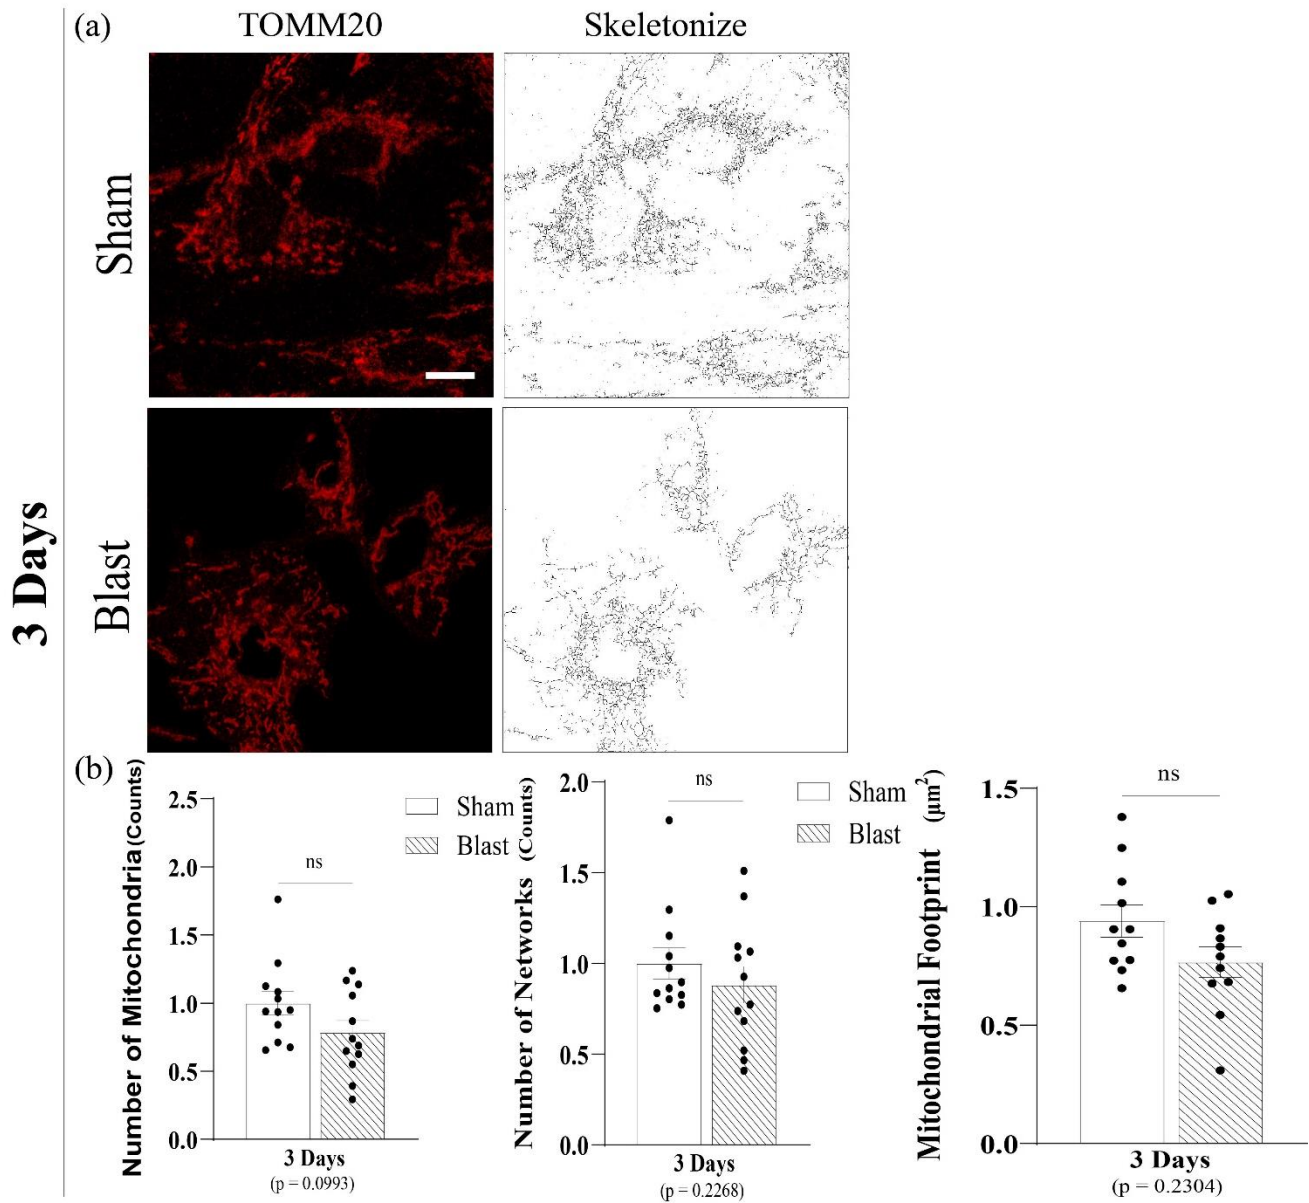 (a)
TOMM20
Skeletonize
3 Days
Sham
Blast
(b)
Number of Mitochondria (Counts)
2.5
2.0
1.5
1.0
0.5
0.0
ns
Sham
Blast
3 Days
(p = 0.0993)
Number of Networks (Counts)
2.0
1.5
1.0
0.5
0.0
ns
Sham
Blast
3 Days
(p = 0.2268)
Mitochondrial Footprint (μm²)
1.5
1.0
0.5
0.0
ns
3 Days
(p = 0.2304)